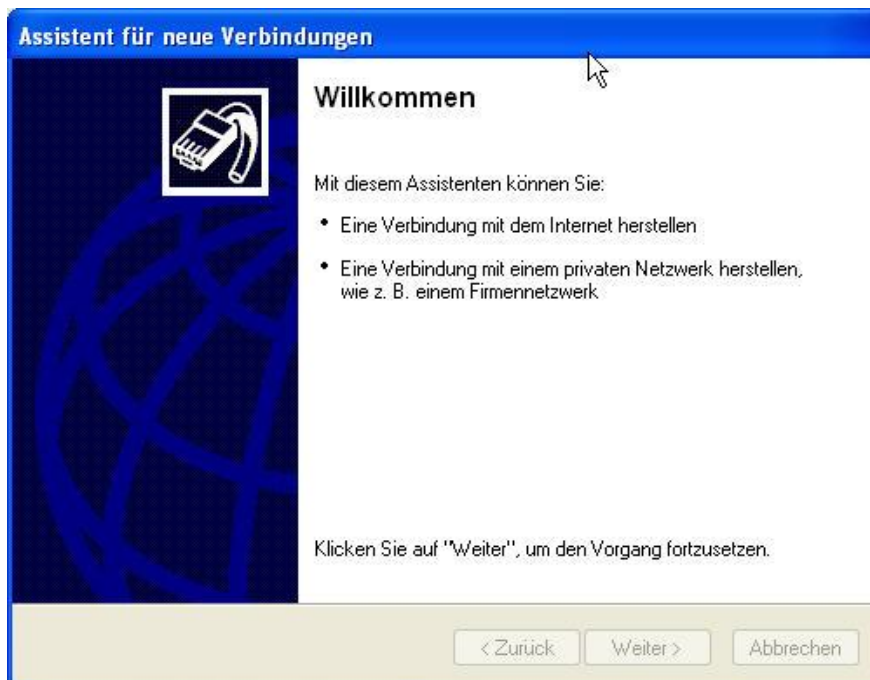 Assistent für neue Verbindungen
Willkommen
Mit diesem Assistenten können Sie:
• Eine Verbindung mit dem Internet herstellen
• Eine Verbindung mit einem privaten Netzwerk herstellen,
wie z. B. einem Firmennetzwerk
Klicken Sie auf "Weiter", um den Vorgang fortzusetzen.
< Zurück Weiter > Abbrechen